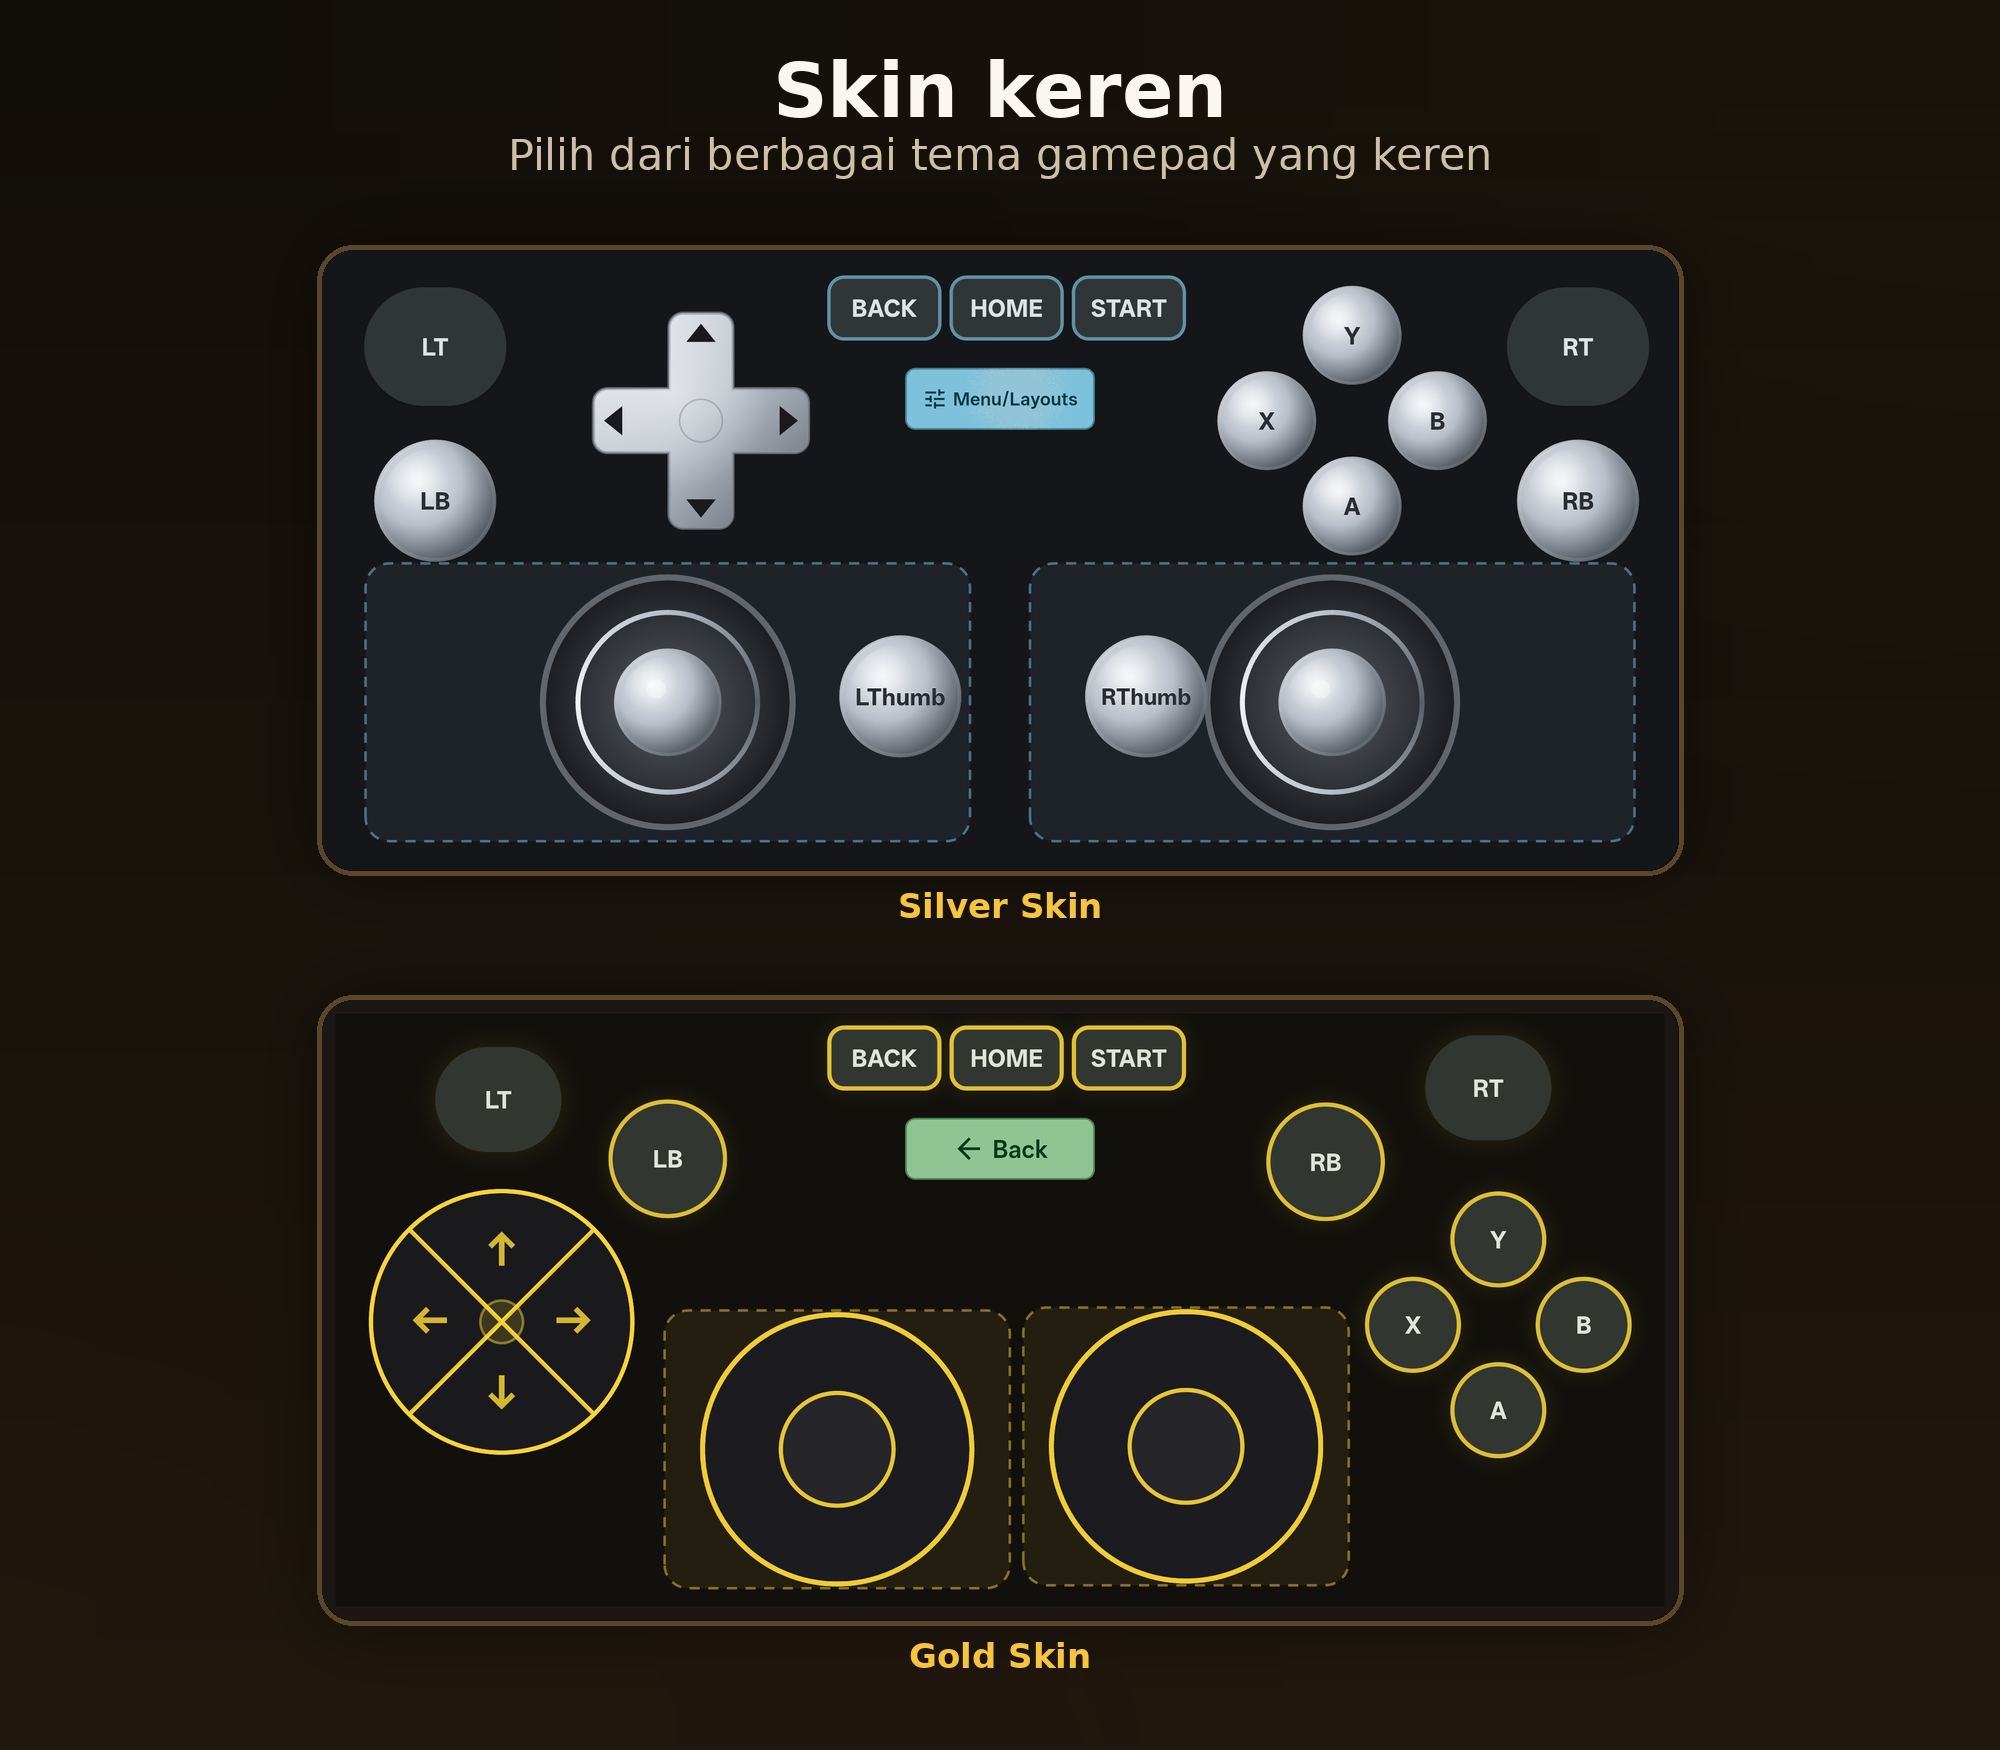 Skin keren
Pilih dari berbagai tema gamepad yang keren
LT
BACK
HOME
START
Y
RT
Menu/Layouts
X
B
LB
A
RB
LThumb
RThumb
Silver Skin
LT
BACK
HOME
START
RT
LB
Back
RB
Y
X
B
A
Gold Skin